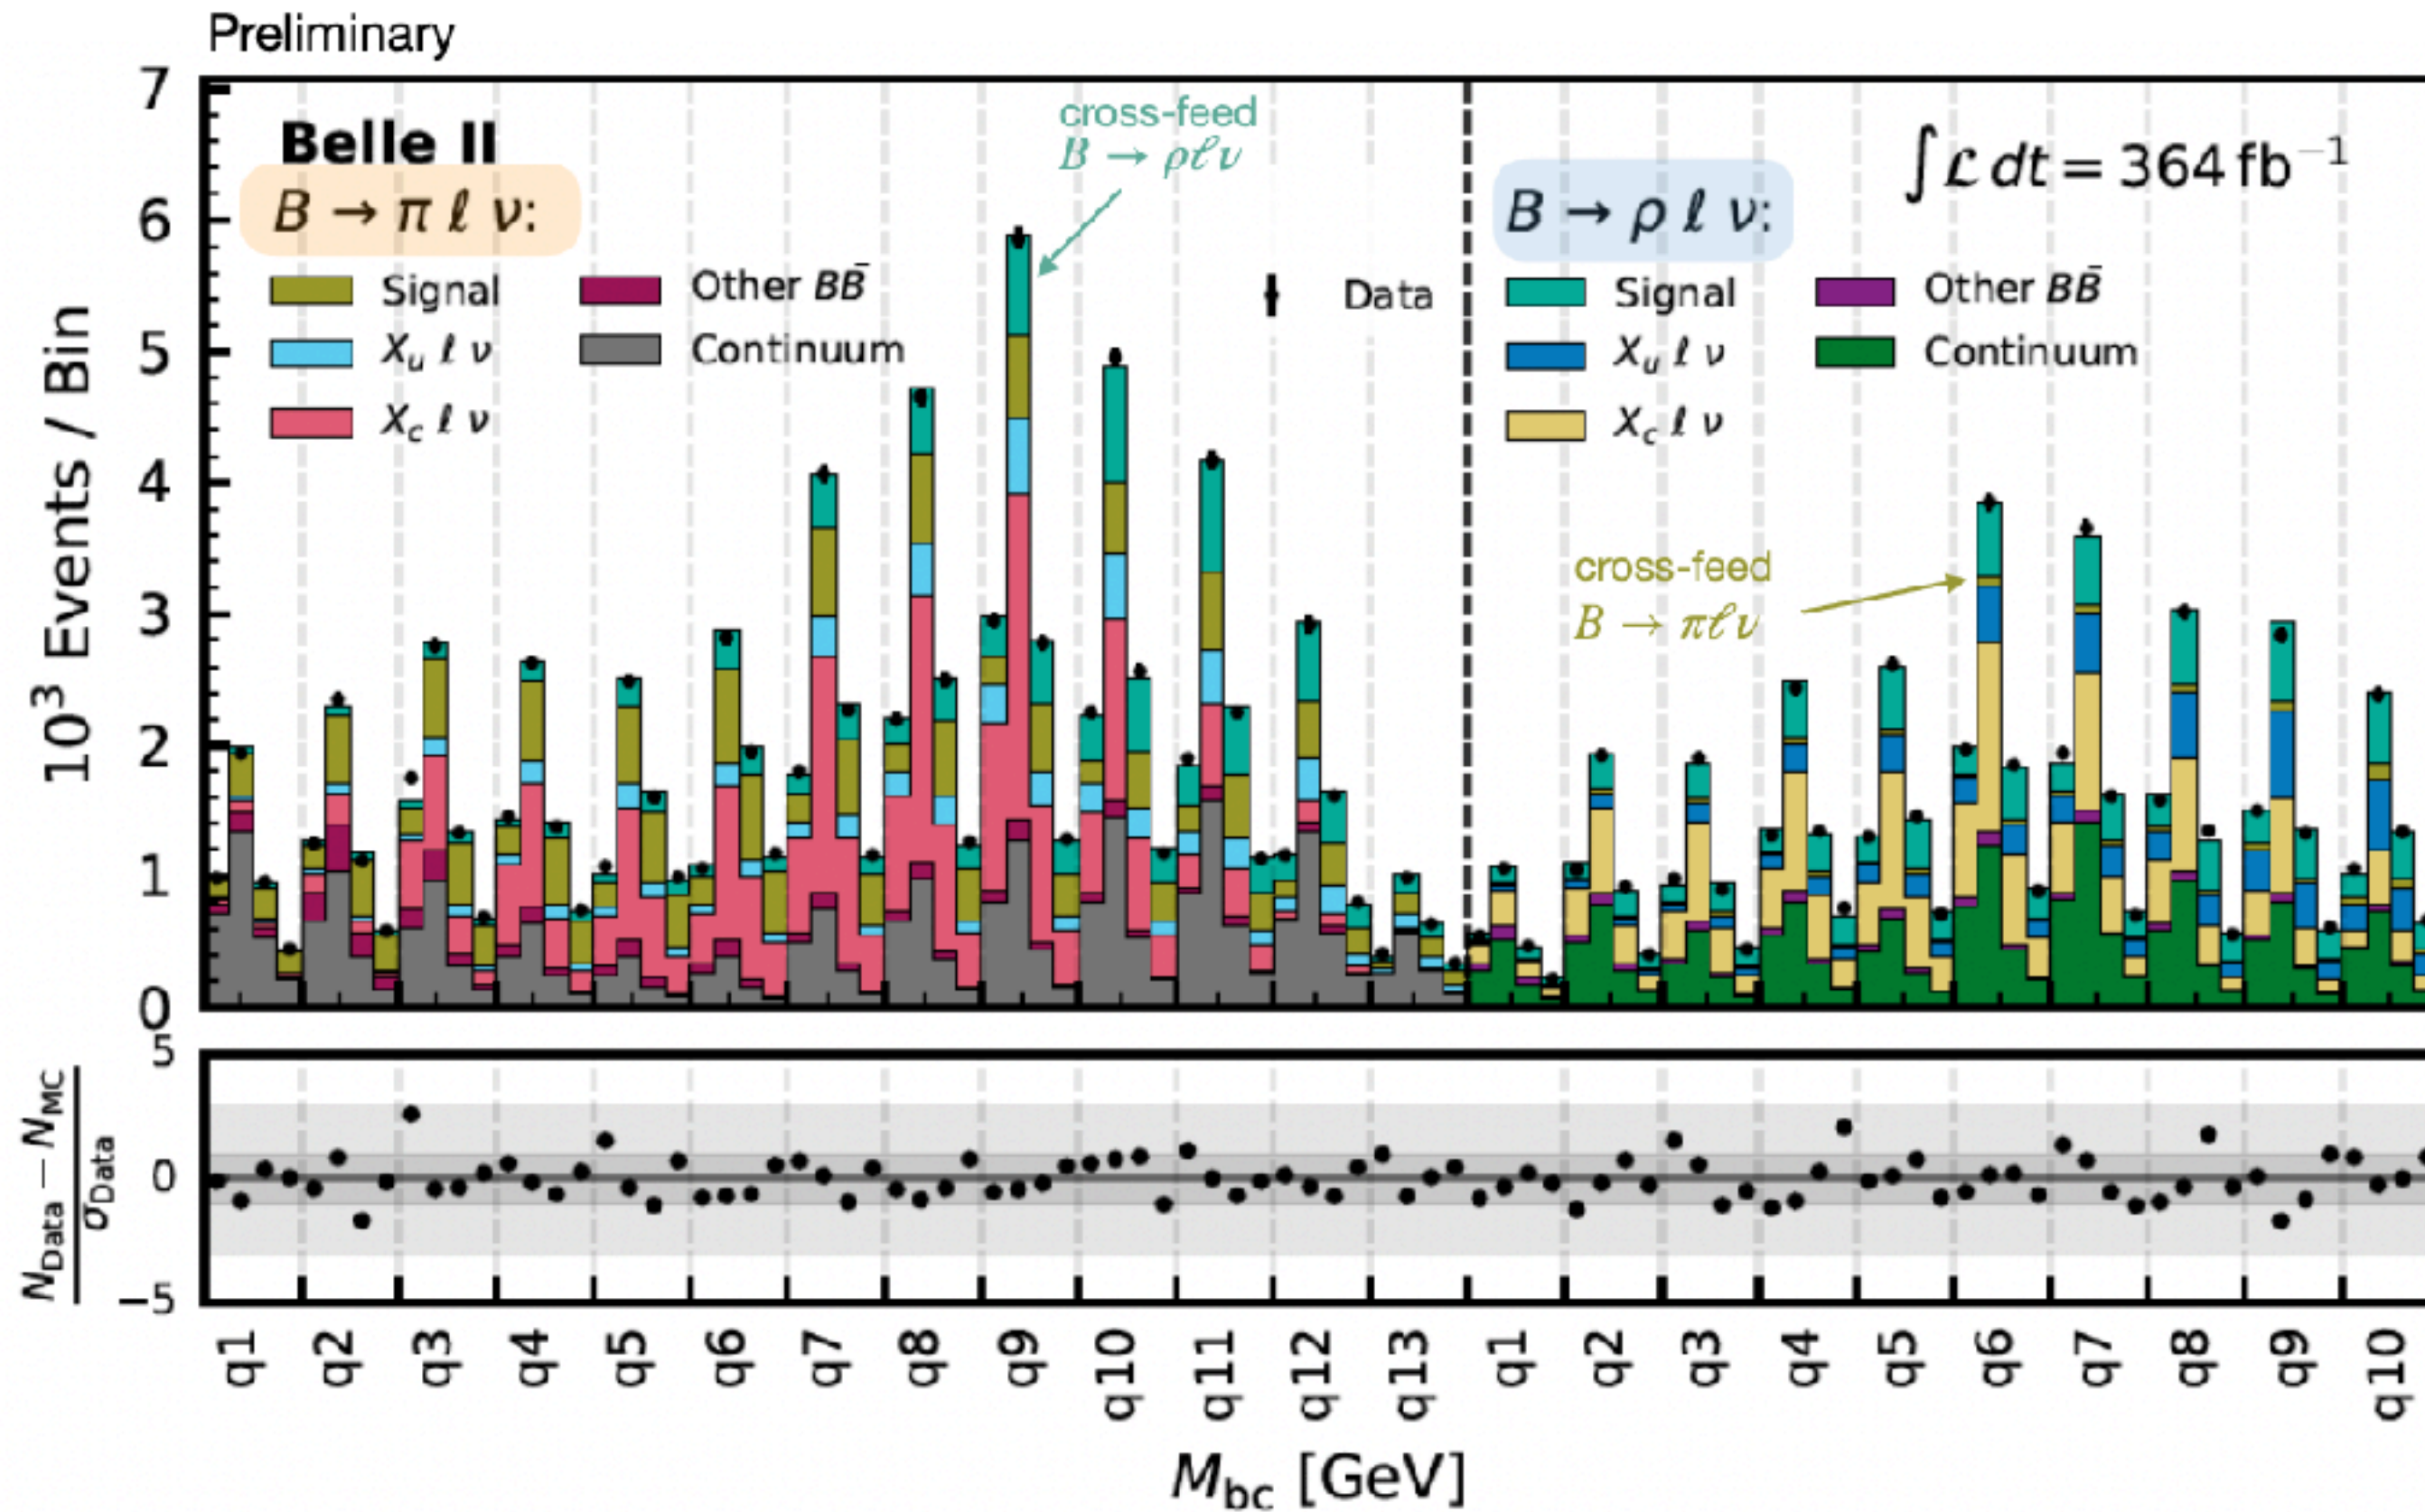 Preliminary
Belle II
B → π ℓ ν:
Signal
X_u ℓ ν
X_c ℓ ν
Other BB̄
Continuum
cross-feed
B → ρℓν
Data
∫ℒ dt = 364 fb⁻¹
B → ρ ℓ ν:
Signal
X_u ℓ ν
X_c ℓ ν
Other BB̄
Continuum
cross-feed
B → πℓν
10³ Events / Bin
7
6
5
4
3
2
1
0
(N_Data − N_MC) / σ_Data
5
0
−5
q1 q2 q3 q4 q5 q6 q7 q8 q9 q10 q11 q12 q13 q1 q2 q3 q4 q5 q6 q7 q8 q9 q10
M_bc [GeV]